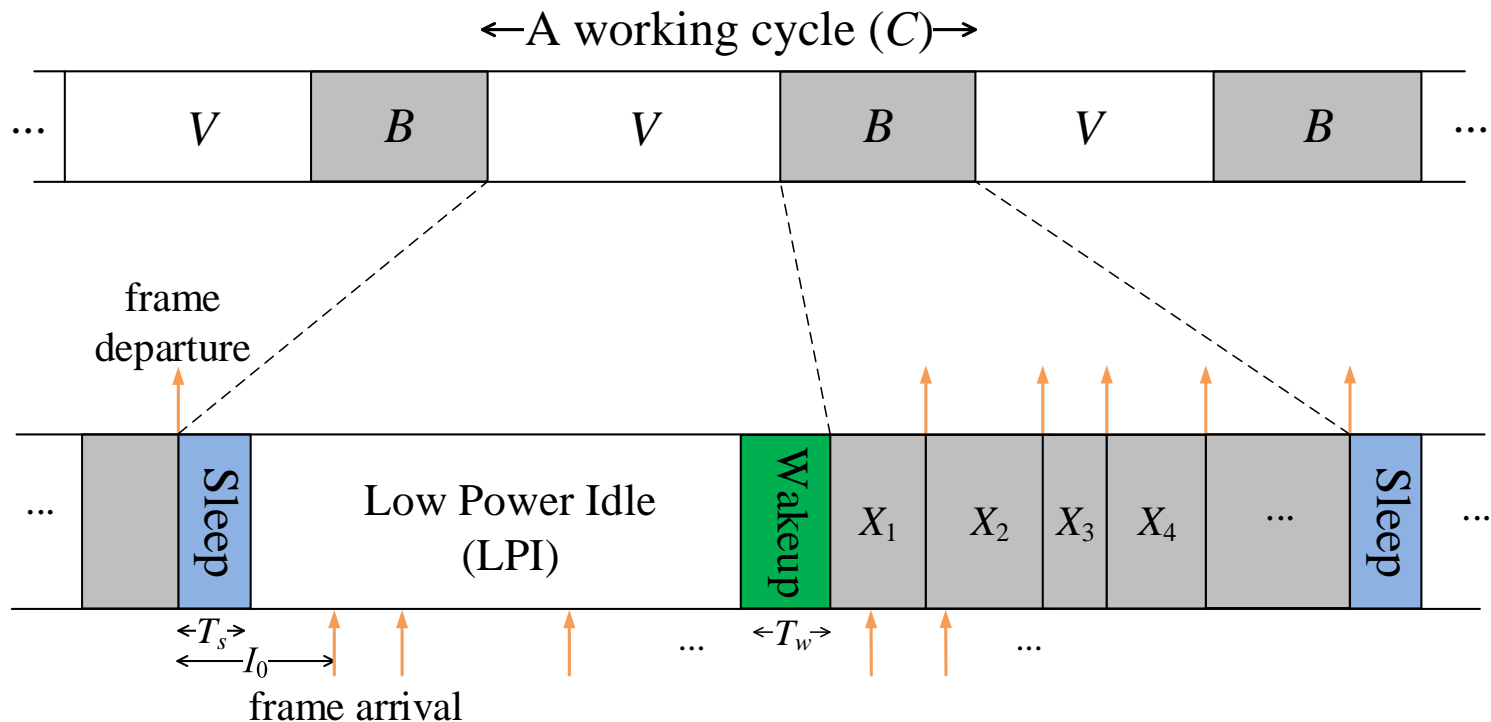 A working cycle (C)
... V B V B V B ...
frame
departure
... Sleep Low Power Idle
(LPI) Wakeup X1 X2 X3 X4 ... Sleep ...
Ts ... Tw ...
I0
frame arrival